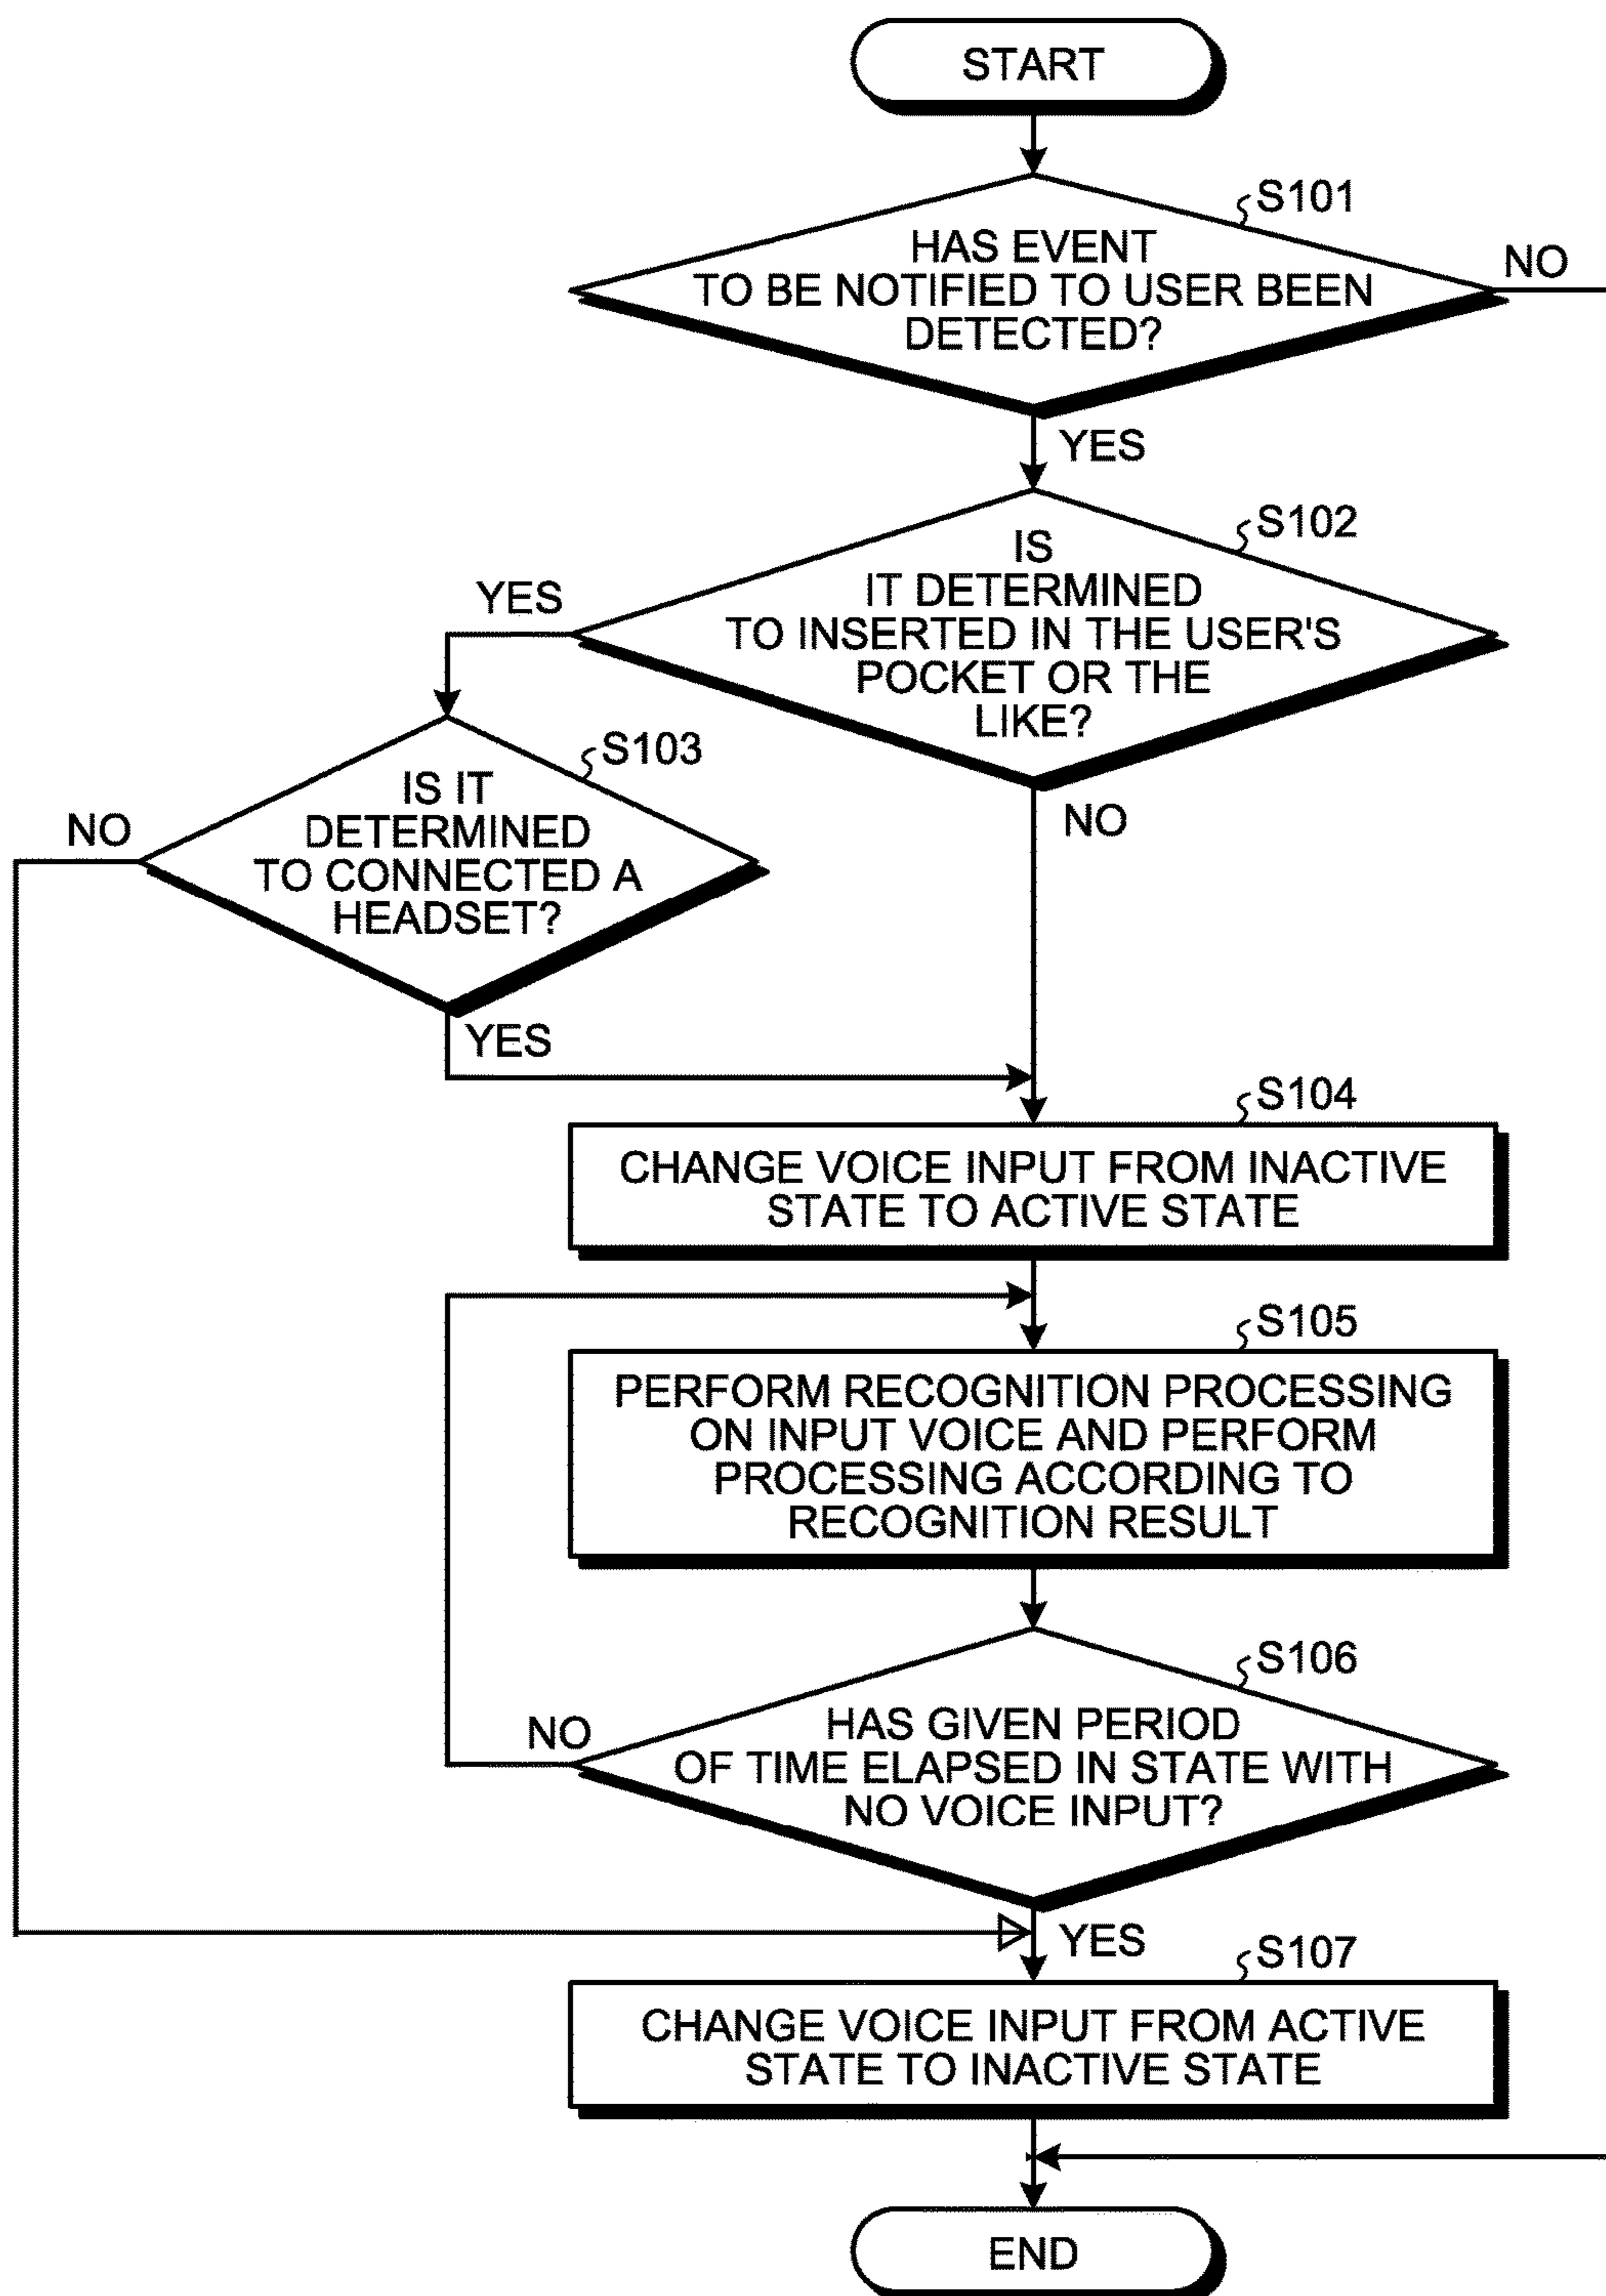 START
S101
HAS EVENT
TO BE NOTIFIED TO USER BEEN
DETECTED?
NO
YES
S102
IS
IT DETERMINED
TO INSERTED IN THE USER'S
POCKET OR THE
LIKE?
YES
NO
S103
IS IT
DETERMINED
TO CONNECTED A
HEADSET?
NO
YES
S104
CHANGE VOICE INPUT FROM INACTIVE
STATE TO ACTIVE STATE
S105
PERFORM RECOGNITION PROCESSING
ON INPUT VOICE AND PERFORM
PROCESSING ACCORDING TO
RECOGNITION RESULT
S106
HAS GIVEN PERIOD
OF TIME ELAPSED IN STATE WITH
NO VOICE INPUT?
NO
YES
S107
CHANGE VOICE INPUT FROM ACTIVE
STATE TO INACTIVE STATE
END